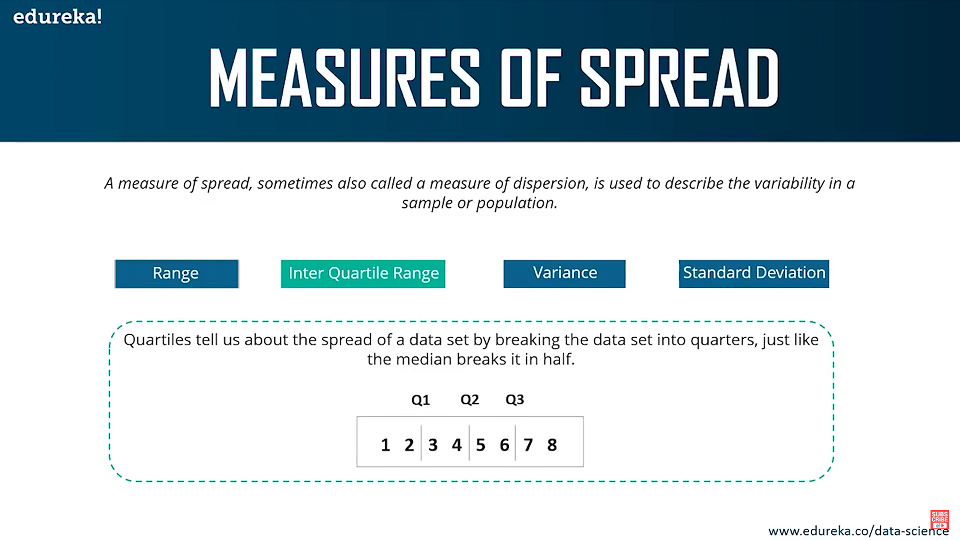 edureka!
MEASURES OF SPREAD
A measure of spread, sometimes also called a measure of dispersion, is used to describe the variability in a
sample or population.
Range
Inter Quartile Range
Variance
Standard Deviation
Quartiles tell us about the spread of a data set by breaking the data set into quarters, just like
the median breaks it in half.
Q1 Q2 Q3
1 2 3 4 5 6 7 8
SUBS
CRIBE
www.edureka.co/data-science